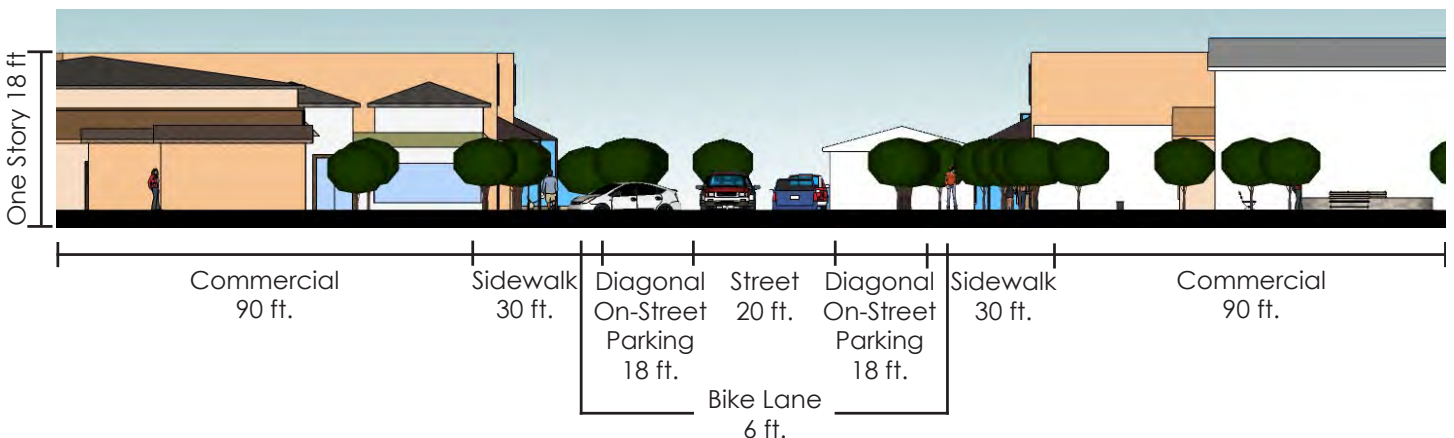 One Story 18 ft
Commercial
90 ft.
Sidewalk
30 ft.
Diagonal
On-Street
Parking
18 ft.
Street
20 ft.
Diagonal
On-Street
Parking
18 ft.
Sidewalk
30 ft.
Commercial
90 ft.
Bike Lane
6 ft.